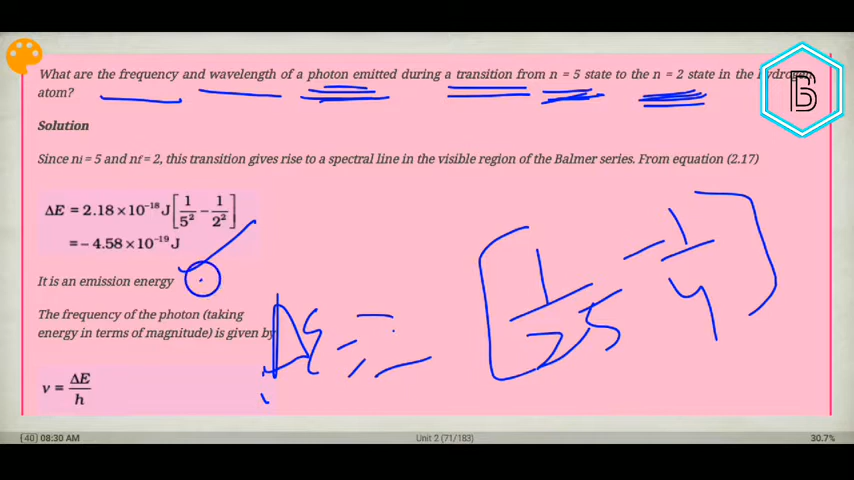 What are the frequency and wavelength of a photon emitted during a transition from n = 5 state to the n = 2 state in the hydrogen
atom?
Solution
Since ni = 5 and nf = 2, this transition gives rise to a spectral line in the visible region of the Balmer series. From equation (2.17)
ΔE = 2.18 × 10⁻¹⁸ J [1/5² − 1/2²]
= − 4.58 × 10⁻¹⁹ J
It is an emission energy
The frequency of the photon (taking
energy in terms of magnitude) is given by
ν = ΔE/h
ΔE =
[1/25 − 1/4]
B
{40} 08:30 AM
Unit 2 (71/183)
30.7%